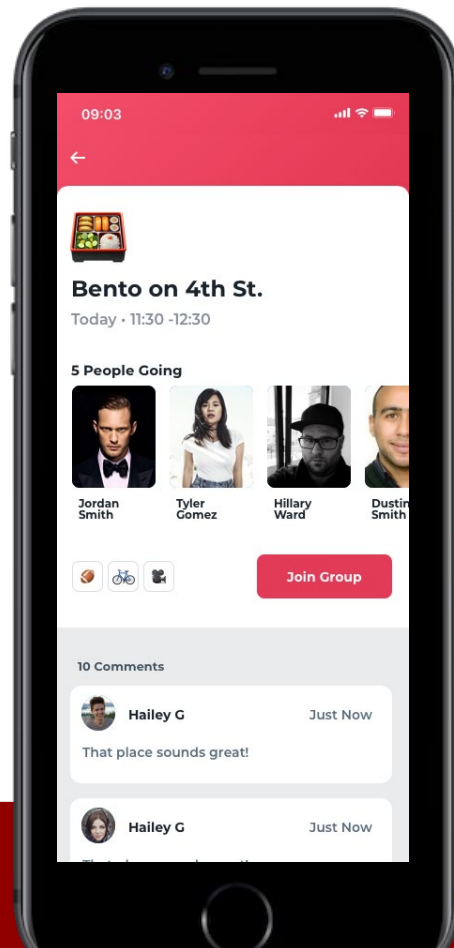 09:03
Bento on 4th St.
Today • 11:30 -12:30
5 People Going
Jordan Smith
Tyler Gomez
Hillary Ward
Dustin Smith
Join Group
10 Comments
Hailey G Just Now
That place sounds great!
Hailey G Just Now